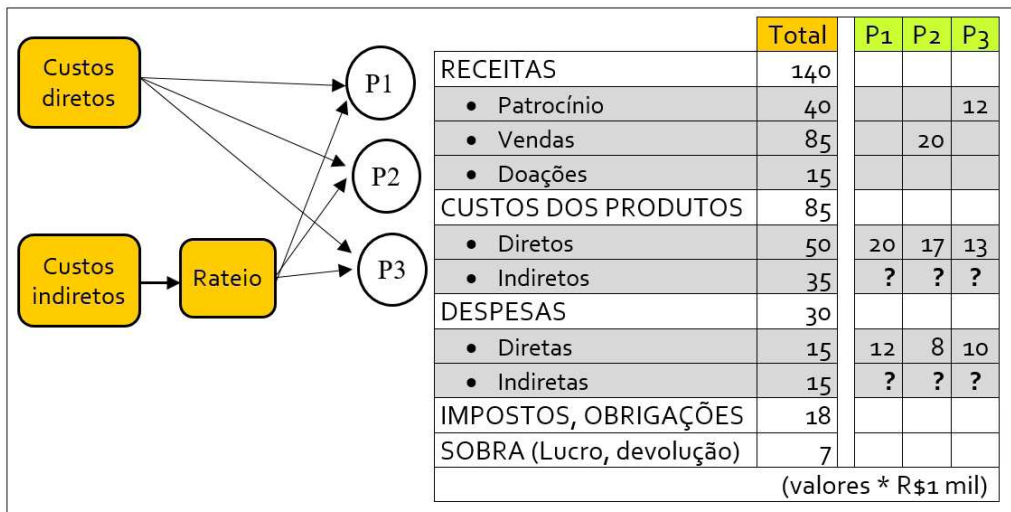 Custos
diretos
Custos
indiretos
Rateio
P1
P2
P3
Total P1 P2 P3
RECEITAS 140
• Patrocínio 40 12
• Vendas 85 20
• Doações 15
CUSTOS DOS PRODUTOS 85
• Diretos 50 20 17 13
• Indiretos 35 ? ? ?
DESPESAS 30
• Diretas 15 12 8 10
• Indiretas 15 ? ? ?
IMPOSTOS, OBRIGAÇÕES 18
SOBRA (Lucro, devolução) 7
(valores * R$1 mil)